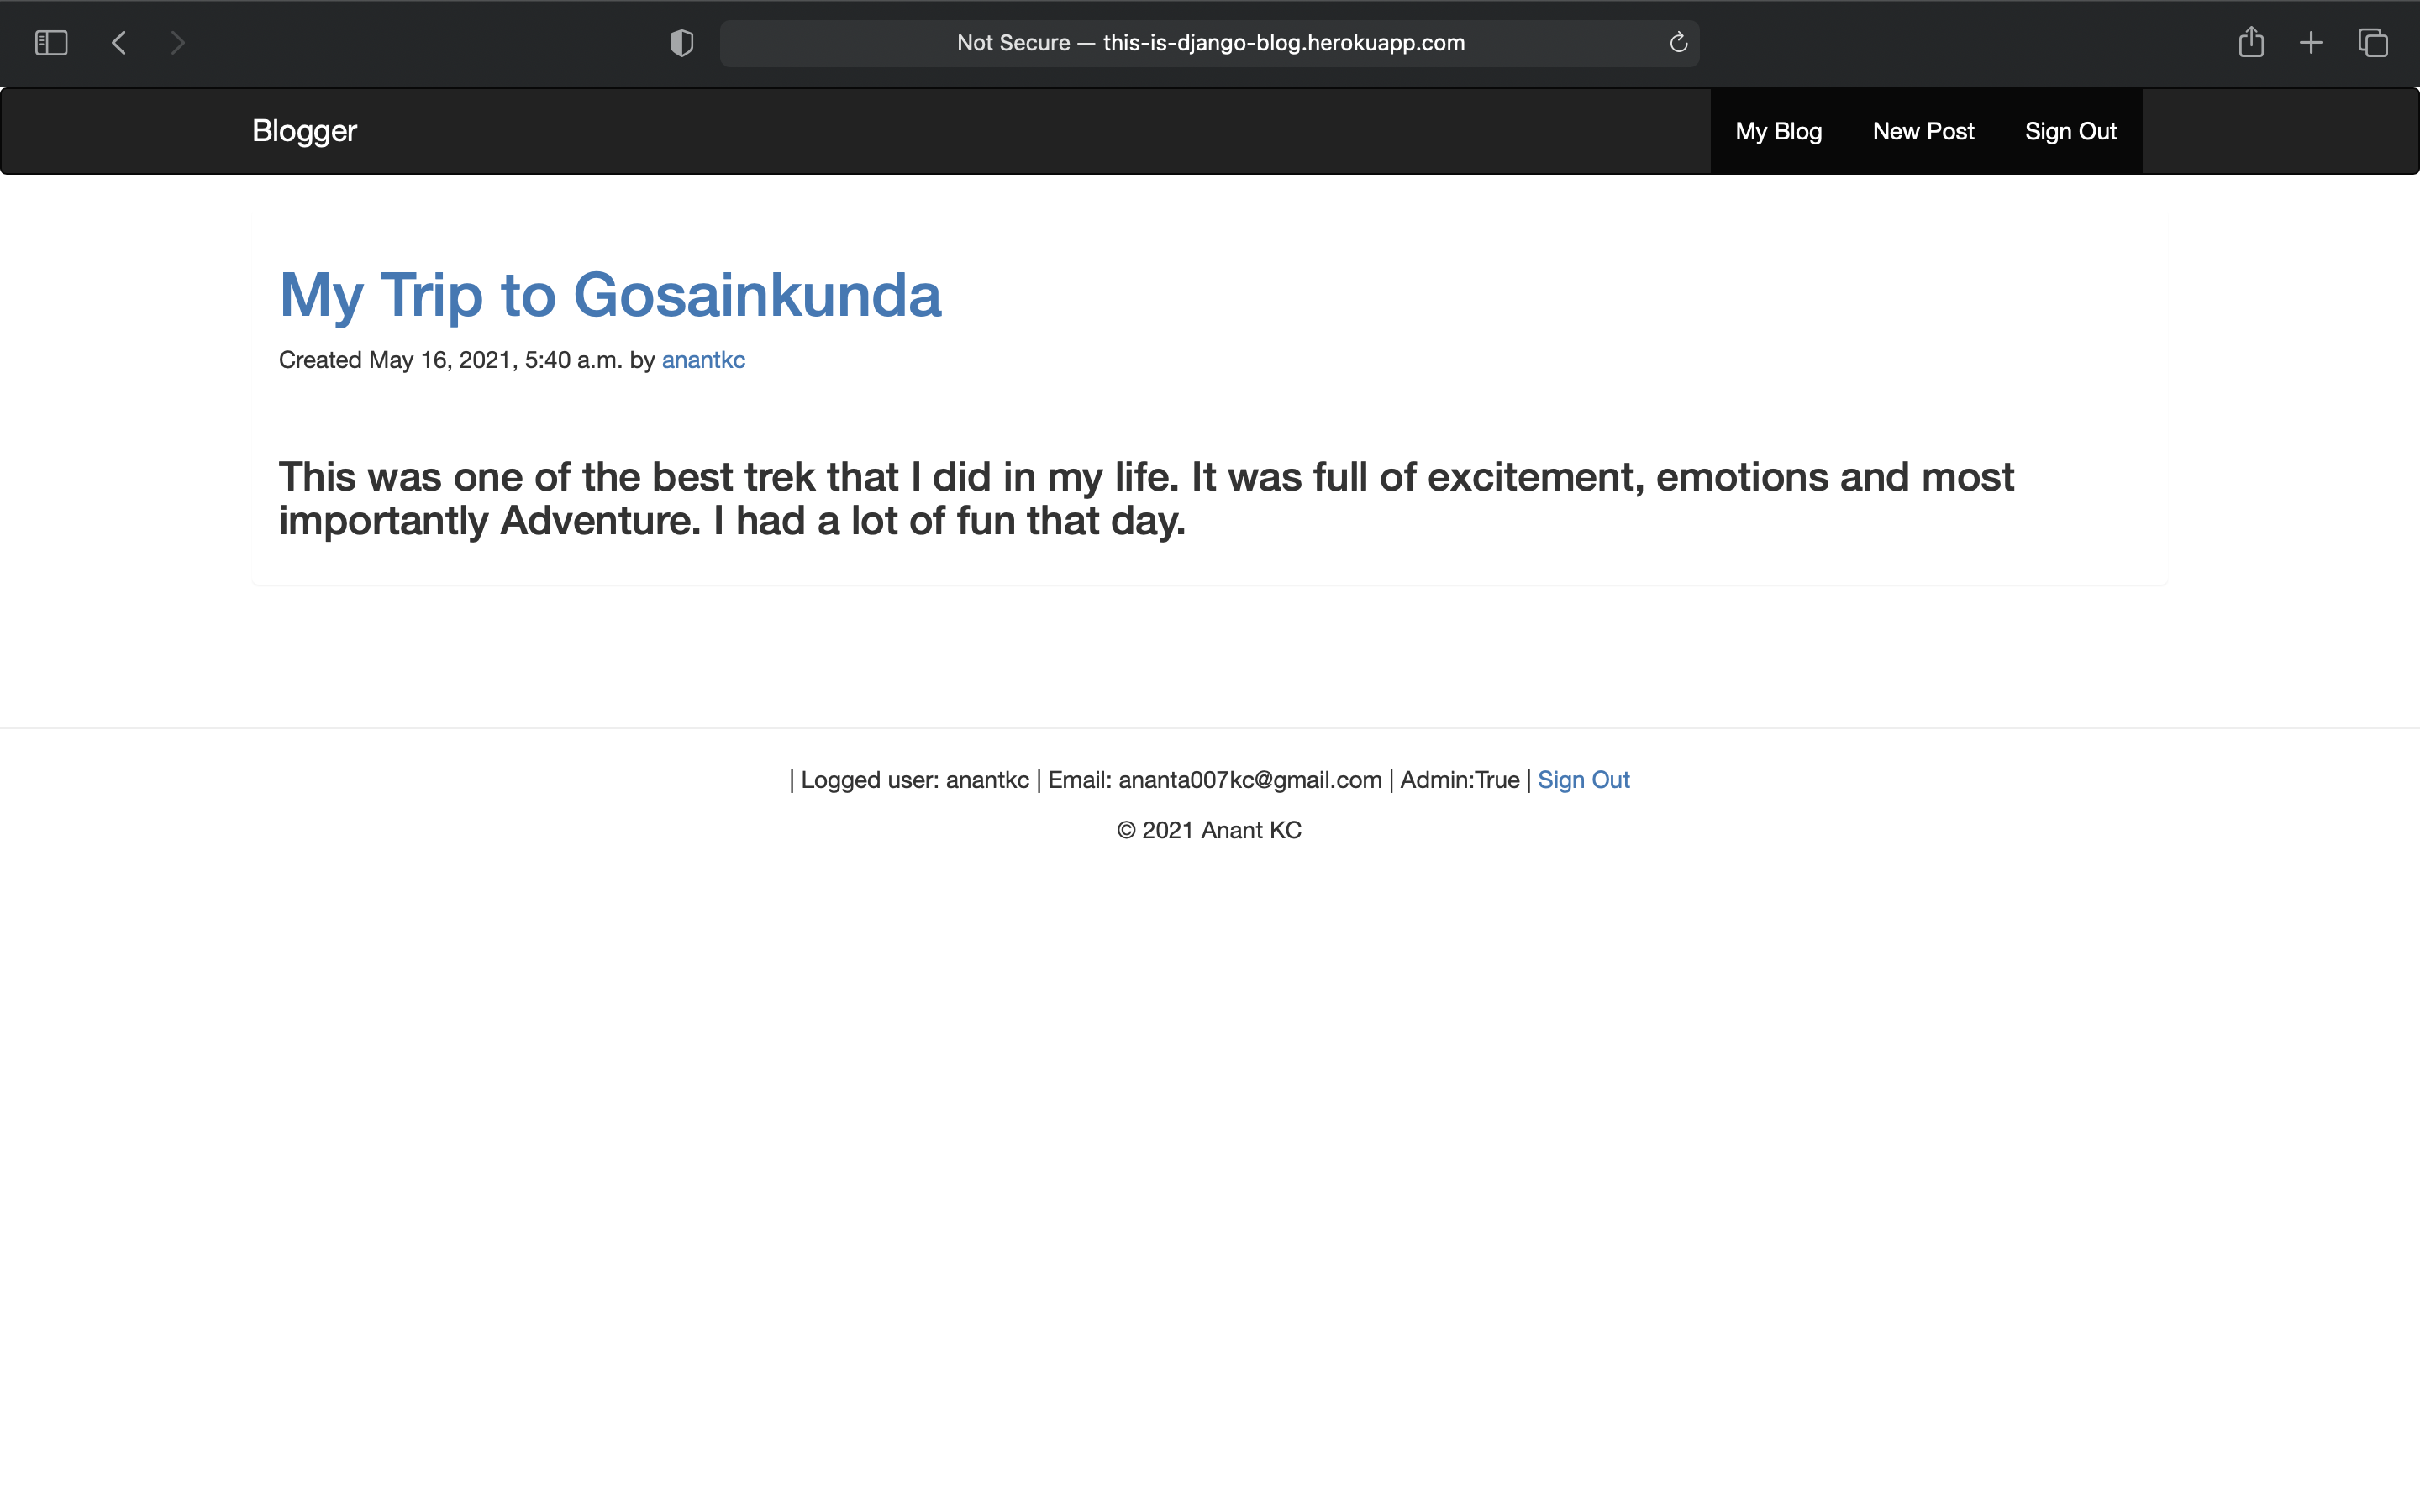 Not Secure — this-is-django-blog.herokuapp.com
Blogger
My Blog New Post Sign Out
My Trip to Gosainkunda
Created May 16, 2021, 5:40 a.m. by anantkc
This was one of the best trek that I did in my life. It was full of excitement, emotions and most
importantly Adventure. I had a lot of fun that day.
| Logged user: anantkc | Email: ananta007kc@gmail.com | Admin:True | Sign Out
© 2021 Anant KC